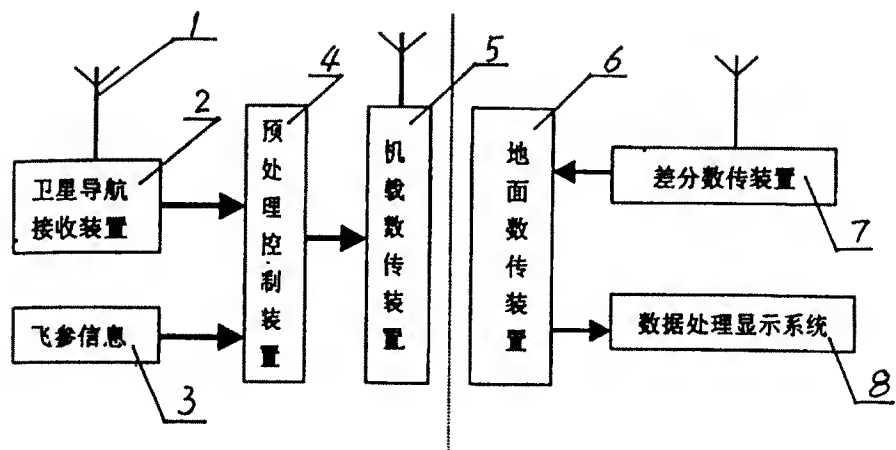 1
2
卫星导航
接收装置
飞参信息
3
4
预处理控制装置
5
机载数传装置
6
地面数传装置
差分数传装置
7
数据处理显示系统
8